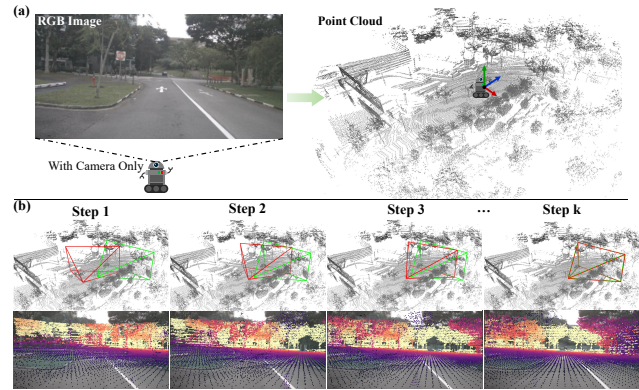 (a)
RGB Image
Point Cloud
With Camera Only
(b)
Step 1
Step 2
Step 3
...
Step k